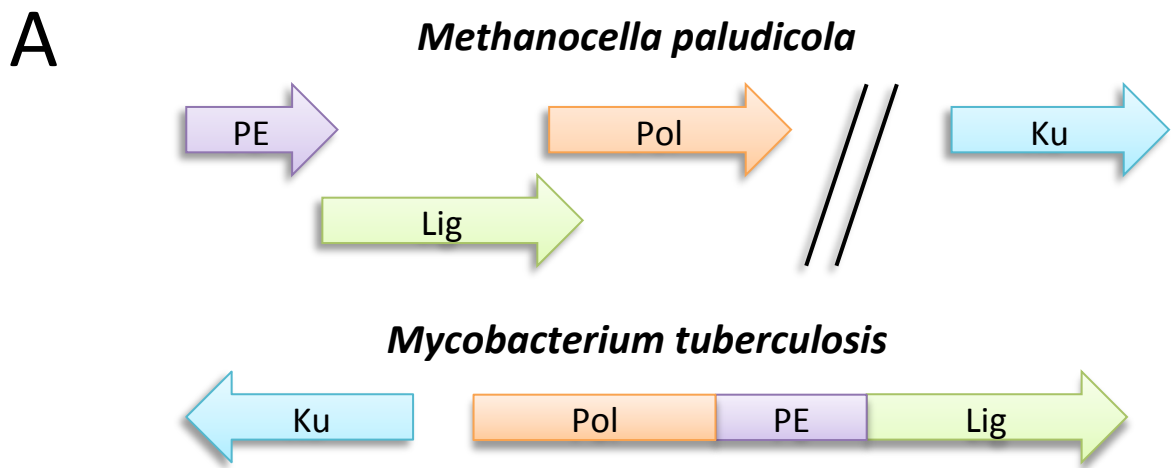 A
Methanocella paludicola
PE
Pol
Ku
Lig
Mycobacterium tuberculosis
Ku
Pol
PE
Lig